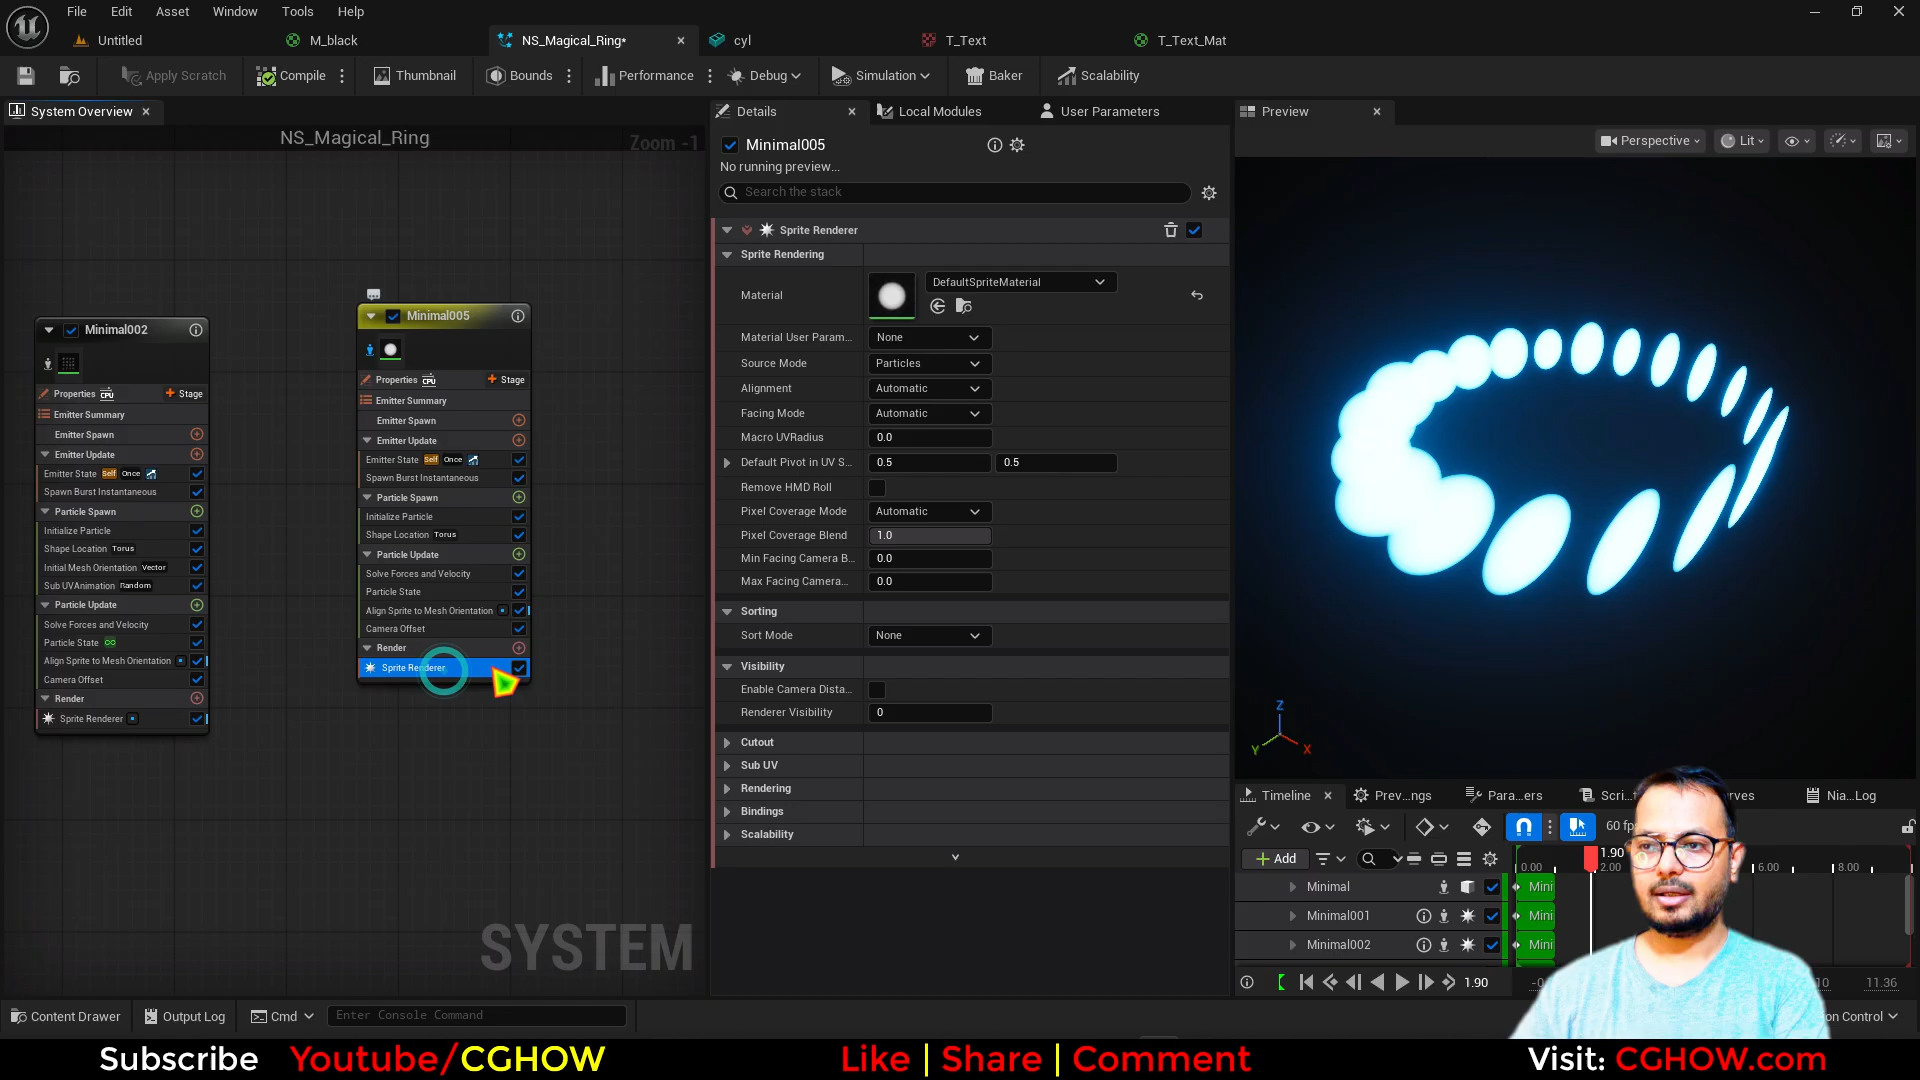 File Edit Asset Window Tools Help
Untitled M_black NS_Magical_Ring* cyl T_Text T_Text_Mat
Apply Scratch Compile Thumbnail Bounds Performance Debug Simulation Baker Scalability
System Overview
NS_Magical_Ring
Zoom -1
Minimal002
Properties CPU Stage
Emitter Summary
Emitter Spawn
Emitter Update
Emitter State Self Once
Spawn Burst Instantaneous
Particle Spawn
Initialize Particle
Shape Location Torus
Initial Mesh Orientation Vector
Sub UVAnimation Random
Particle Update
Solve Forces and Velocity
Particle State
Align Sprite to Mesh Orientation
Camera Offset
Render
Sprite Renderer
Minimal005
Properties CPU Stage
Emitter Summary
Emitter Spawn
Emitter Update
Emitter State Self Once
Spawn Burst Instantaneous
Particle Spawn
Initialize Particle
Shape Location Torus
Particle Update
Solve Forces and Velocity
Particle State
Align Sprite to Mesh Orientation
Camera Offset
Render
Sprite Renderer
SYSTEM
Details Local Modules User Parameters
Minimal005
No running preview...
Search the stack
Sprite Renderer
Sprite Rendering
Material DefaultSpriteMaterial
Material User Param... None
Source Mode Particles
Alignment Automatic
Facing Mode Automatic
Macro UVRadius 0.0
Default Pivot in UV S... 0.5 0.5
Remove HMD Roll
Pixel Coverage Mode Automatic
Pixel Coverage Blend 1.0
Min Facing Camera B... 0.0
Max Facing Camera... 0.0
Sorting
Sort Mode None
Visibility
Enable Camera Dista...
Renderer Visibility 0
Cutout
Sub UV
Rendering
Bindings
Scalability
Preview
Perspective Lit
Z
Y X
Timeline Prev...ngs Para...ers Scri... rves Nia...Log
60 fp
Add 0.00 1.90 2.00 6.00 8.00
Minimal Mini
Minimal001 Mini
Minimal002 Mini
1.90 -0 10 11.36
Content Drawer Output Log Cmd Enter Console Command on Control
Subscribe Youtube/CGHOW Like | Share | Comment Visit: CGHOW.com